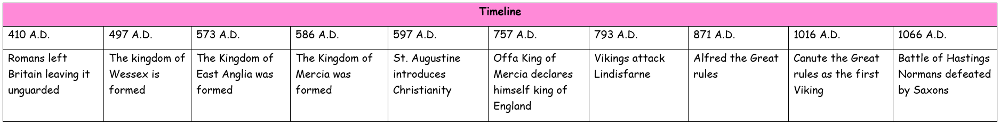 Timeline
410 A.D.
497 A.D.
573 A.D.
586 A.D.
597 A.D.
757 A.D.
793 A.D.
871 A.D.
1016 A.D.
1066 A.D.
Romans left
Britain leaving it
unguarded
The kingdom of
Wessex is
formed
The Kingdom of
East Anglia was
formed
The Kingdom of
Mercia was
formed
St. Augustine
introduces
Christianity
Offa King of
Mercia declares
himself king of
England
Vikings attack
Lindisfarne
Alfred the Great
rules
Canute the Great
rules as the first
Viking
Battle of Hastings
Normans defeated
by Saxons